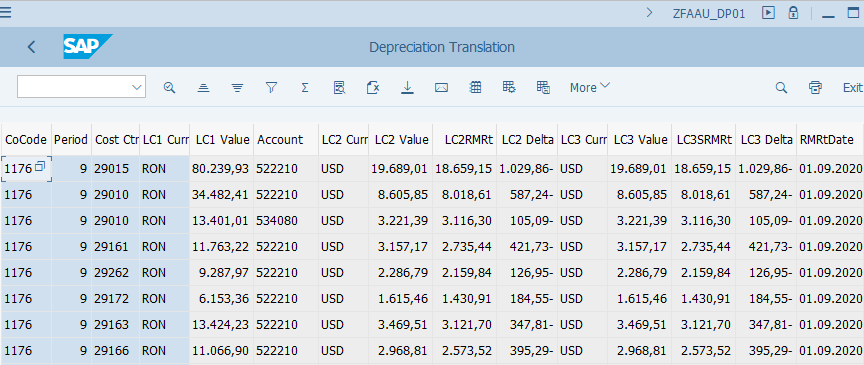 ZFAAU_DP01
SAP Depreciation Translation
More Exit
CoCode Period Cost Ctr LC1 Curr LC1 Value Account LC2 Curr LC2 Value LC2RMRt LC2 Delta LC3 Curr LC3 Value LC3SRMRt LC3 Delta RMRtDate
1176 9 29015 RON 80.239,93 522210 USD 19.689,01 18.659,15 1.029,86- USD 19.689,01 18.659,15 1.029,86- 01.09.2020
1176 9 29010 RON 34.482,41 522210 USD 8.605,85 8.018,61 587,24- USD 8.605,85 8.018,61 587,24- 01.09.2020
1176 9 29010 RON 13.401,01 534080 USD 3.221,39 3.116,30 105,09- USD 3.221,39 3.116,30 105,09- 01.09.2020
1176 9 29161 RON 11.763,22 522210 USD 3.157,17 2.735,44 421,73- USD 3.157,17 2.735,44 421,73- 01.09.2020
1176 9 29262 RON 9.287,97 522210 USD 2.286,79 2.159,84 126,95- USD 2.286,79 2.159,84 126,95- 01.09.2020
1176 9 29172 RON 6.153,36 522210 USD 1.615,46 1.430,91 184,55- USD 1.615,46 1.430,91 184,55- 01.09.2020
1176 9 29163 RON 13.424,23 522210 USD 3.469,51 3.121,70 347,81- USD 3.469,51 3.121,70 347,81- 01.09.2020
1176 9 29166 RON 11.066,90 522210 USD 2.968,81 2.573,52 395,29- USD 2.968,81 2.573,52 395,29- 01.09.2020